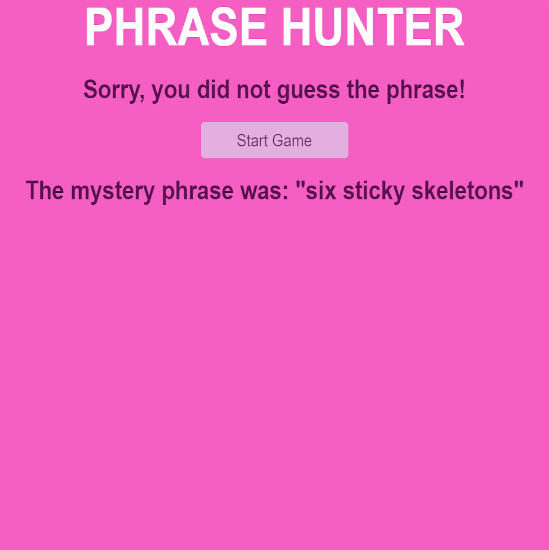 PHRASE HUNTER
Sorry, you did not guess the phrase!
Start Game
The mystery phrase was: "six sticky skeletons"